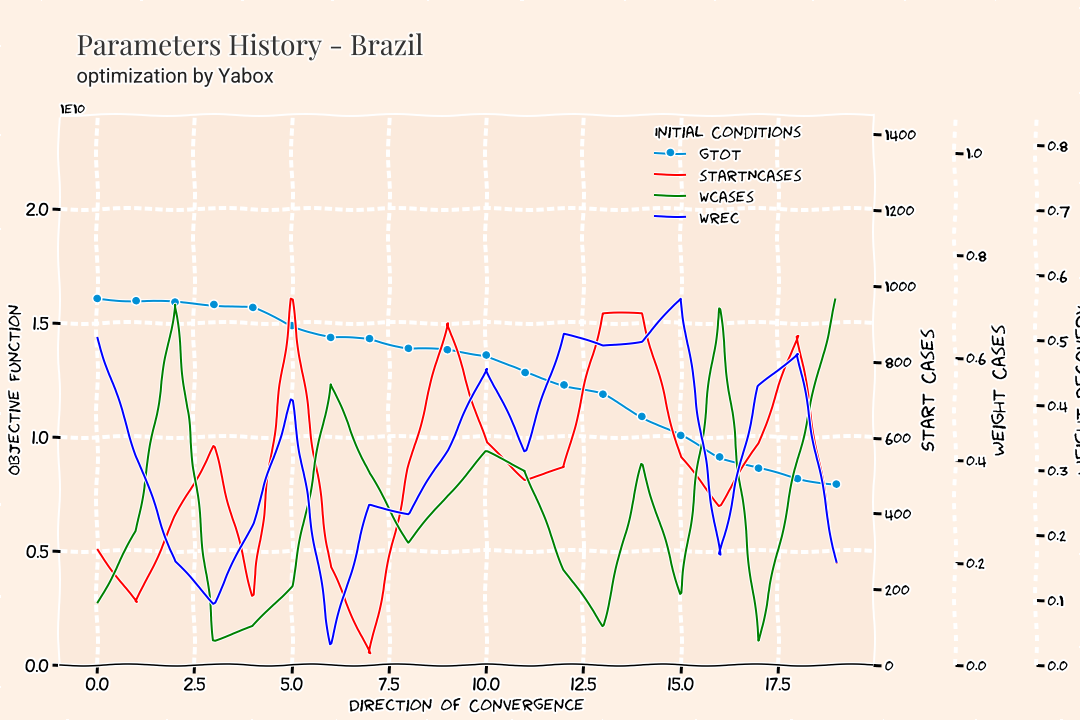 Parameters History - Brazil
optimization by Yabox
1E10
INITIAL CONDITIONS
GTOT
STARTNCASES
WCASES
WREC
OBJECTIVE FUNCTION
2.0
1.5
1.0
0.5
0.0
0.0 2.5 5.0 7.5 10.0 12.5 15.0 17.5
DIRECTION OF CONVERGENCE
1400
1200
1000
800
600
400
200
0
START CASES
1.0
0.8
0.6
0.4
0.2
0.0
WEIGHT CASES
0.8
0.7
0.6
0.5
0.4
0.3
0.2
0.1
0.0